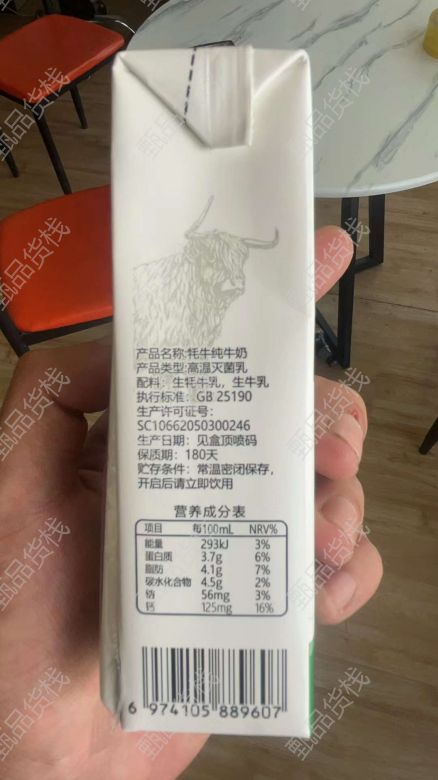 产品名称:牦牛纯牛奶
产品类型:高温灭菌乳
配料：生牦牛乳，生牛乳
执行标准：GB 25190
生产许可证号：
SC10662050300246
生产日期：见盒顶喷码
保质期：180天
贮存条件：常温密闭保存，
开启后请立即饮用
营养成分表
项目 每100mL NRV%
能量 293kJ 3%
蛋白质 3.7g 6%
脂肪 4.1g 7%
碳水化合物 4.5g 2%
钠 56mg 3%
钙 125mg 16%
6 974105 889607
甄品货栈